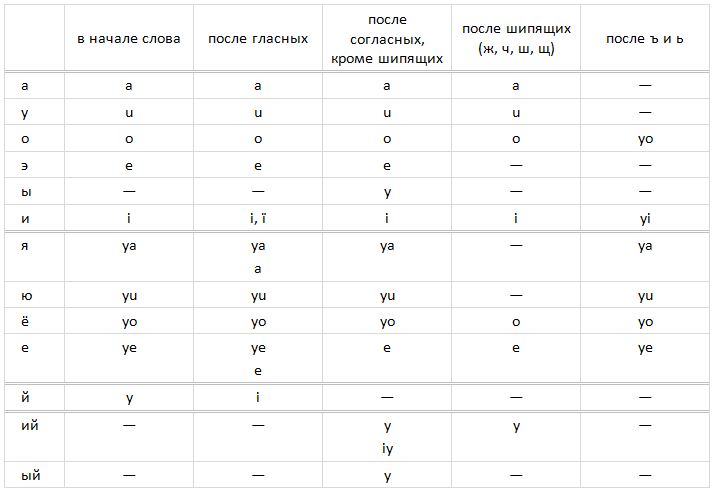 в начале слова после гласных после согласных, кроме шипящих после шипящих (ж, ч, ш, щ) после ъ и ь
а a a a a —
у u u u u —
о o o o o yo
э e e e — —
ы — — y — —
и i i, ï i i yi
я ya ya ya — ya
a
ю yu yu yu — yu
ё yo yo yo o yo
е ye ye e e ye
e
й y i — — —
ий — — y y —
iy
ый — — y — —